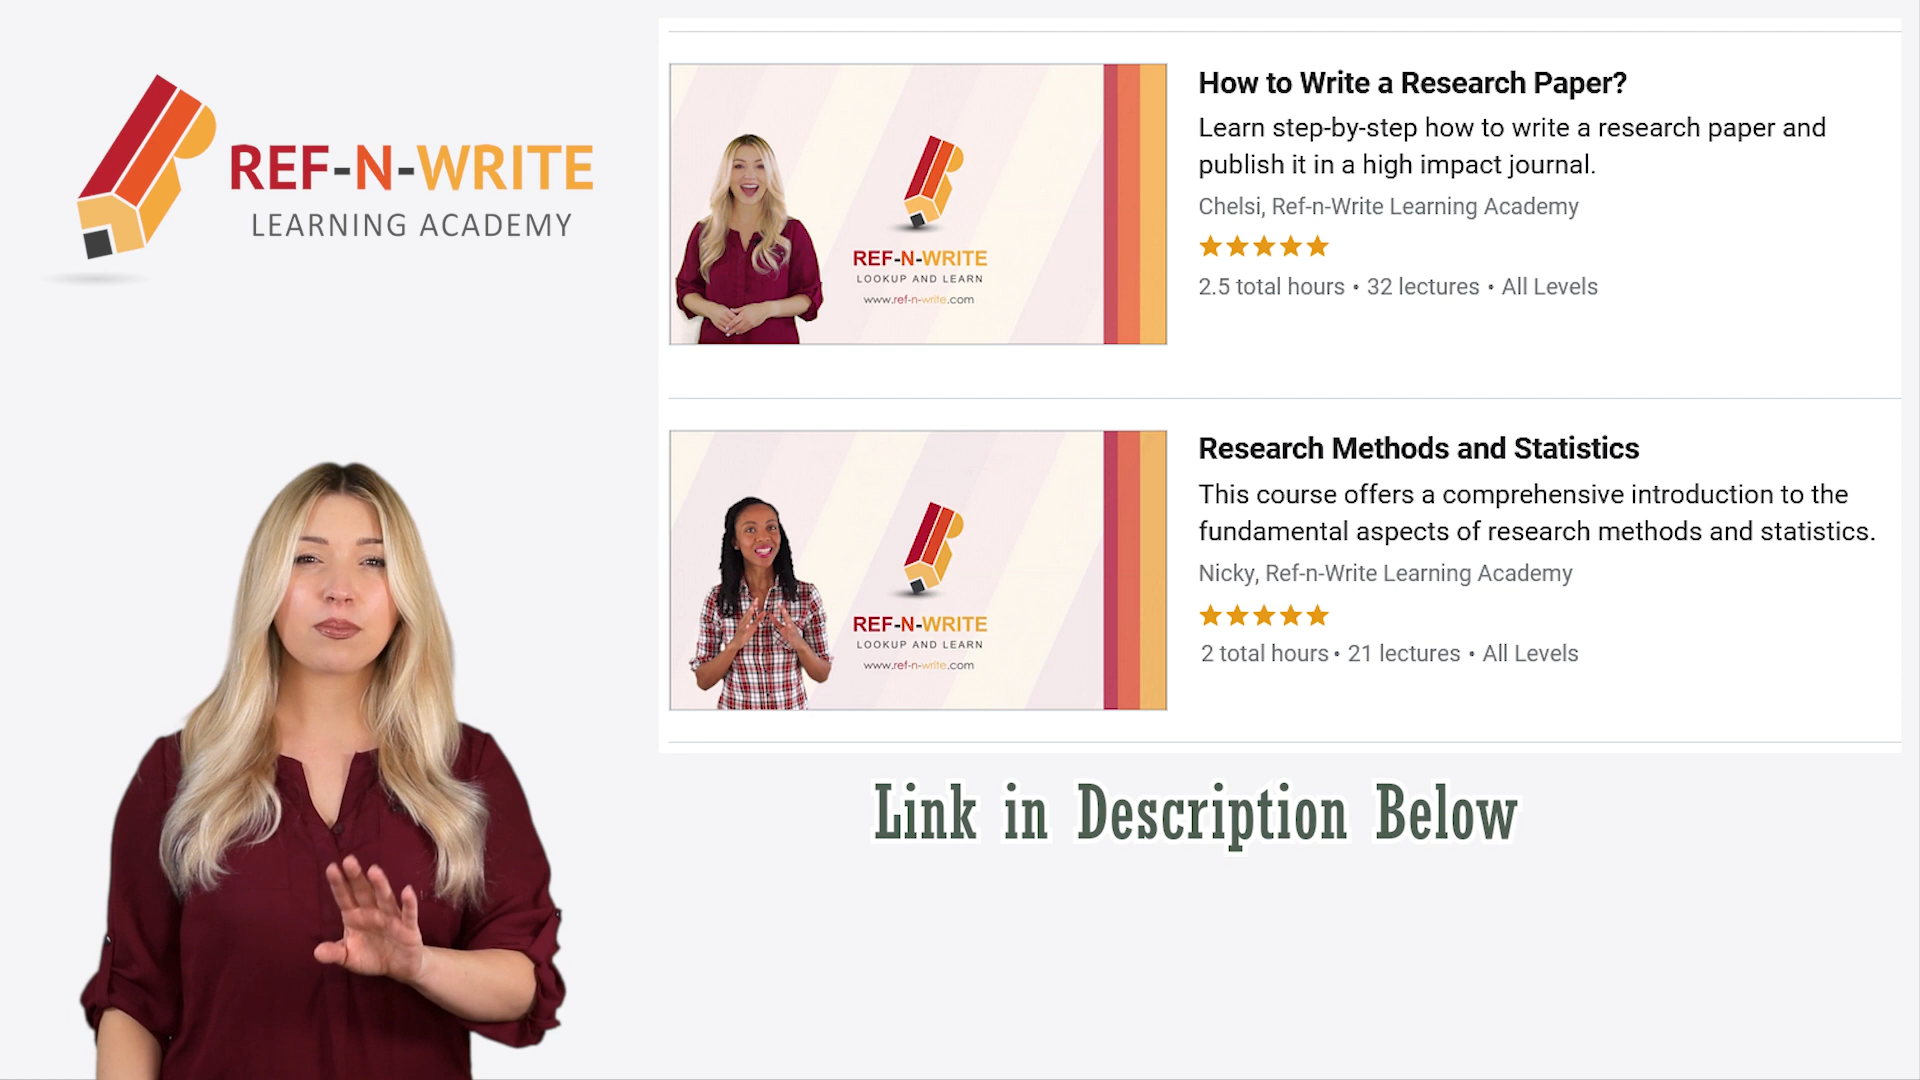 REF-N-WRITE
LEARNING ACADEMY
REF-N-WRITE
LOOKUP AND LEARN
www.ref-n-write.com
How to Write a Research Paper?
Learn step-by-step how to write a research paper and
publish it in a high impact journal.
Chelsi, Ref-n-Write Learning Academy
2.5 total hours • 32 lectures • All Levels
REF-N-WRITE
LOOKUP AND LEARN
www.ref-n-write.com
Research Methods and Statistics
This course offers a comprehensive introduction to the
fundamental aspects of research methods and statistics.
Nicky, Ref-n-Write Learning Academy
2 total hours • 21 lectures • All Levels
Link in Description Below